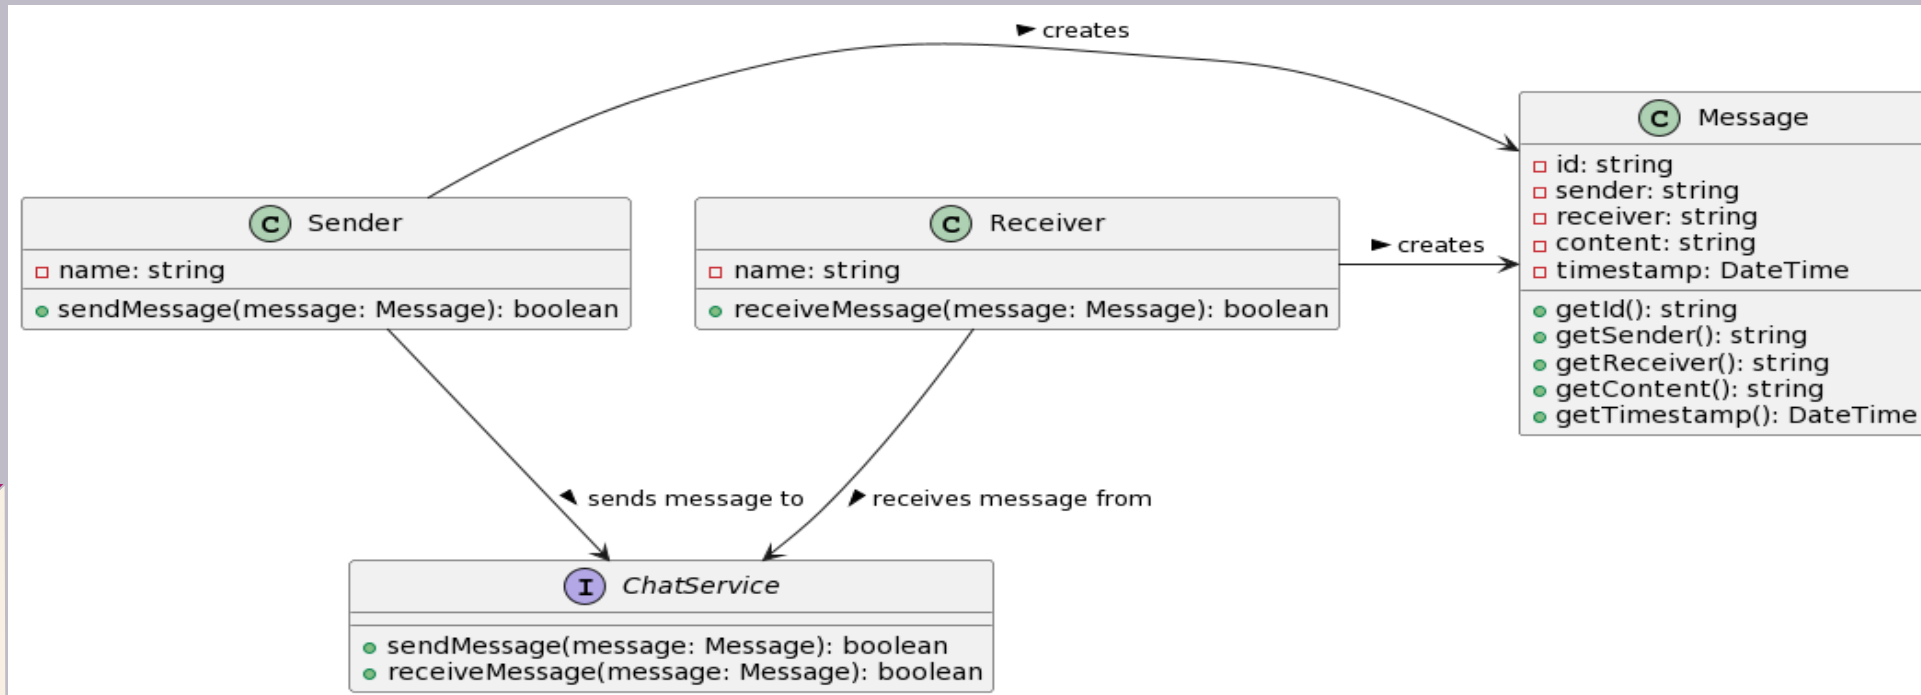 creates
C Message
id: string
sender: string
receiver: string
content: string
timestamp: DateTime
getId(): string
getSender(): string
getReceiver(): string
getContent(): string
getTimestamp(): DateTime
C Sender
name: string
sendMessage(message: Message): boolean
C Receiver
name: string
receiveMessage(message: Message): boolean
creates
sends message to
receives message from
I ChatService
sendMessage(message: Message): boolean
receiveMessage(message: Message): boolean